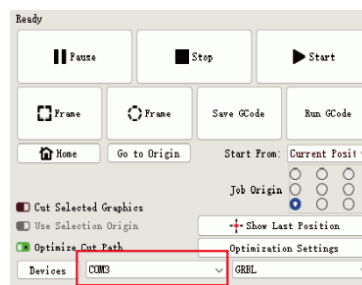 Ready
Pause Stop Start
Frame Frame Save GCode Run GCode
Home Go to Origin Start From: Current Posit
Job Origin
Cut Selected Graphics
Use Selection Origin Show Last Position
Optimize Cut Path Optimization Settings
Devices COM3 GRBL